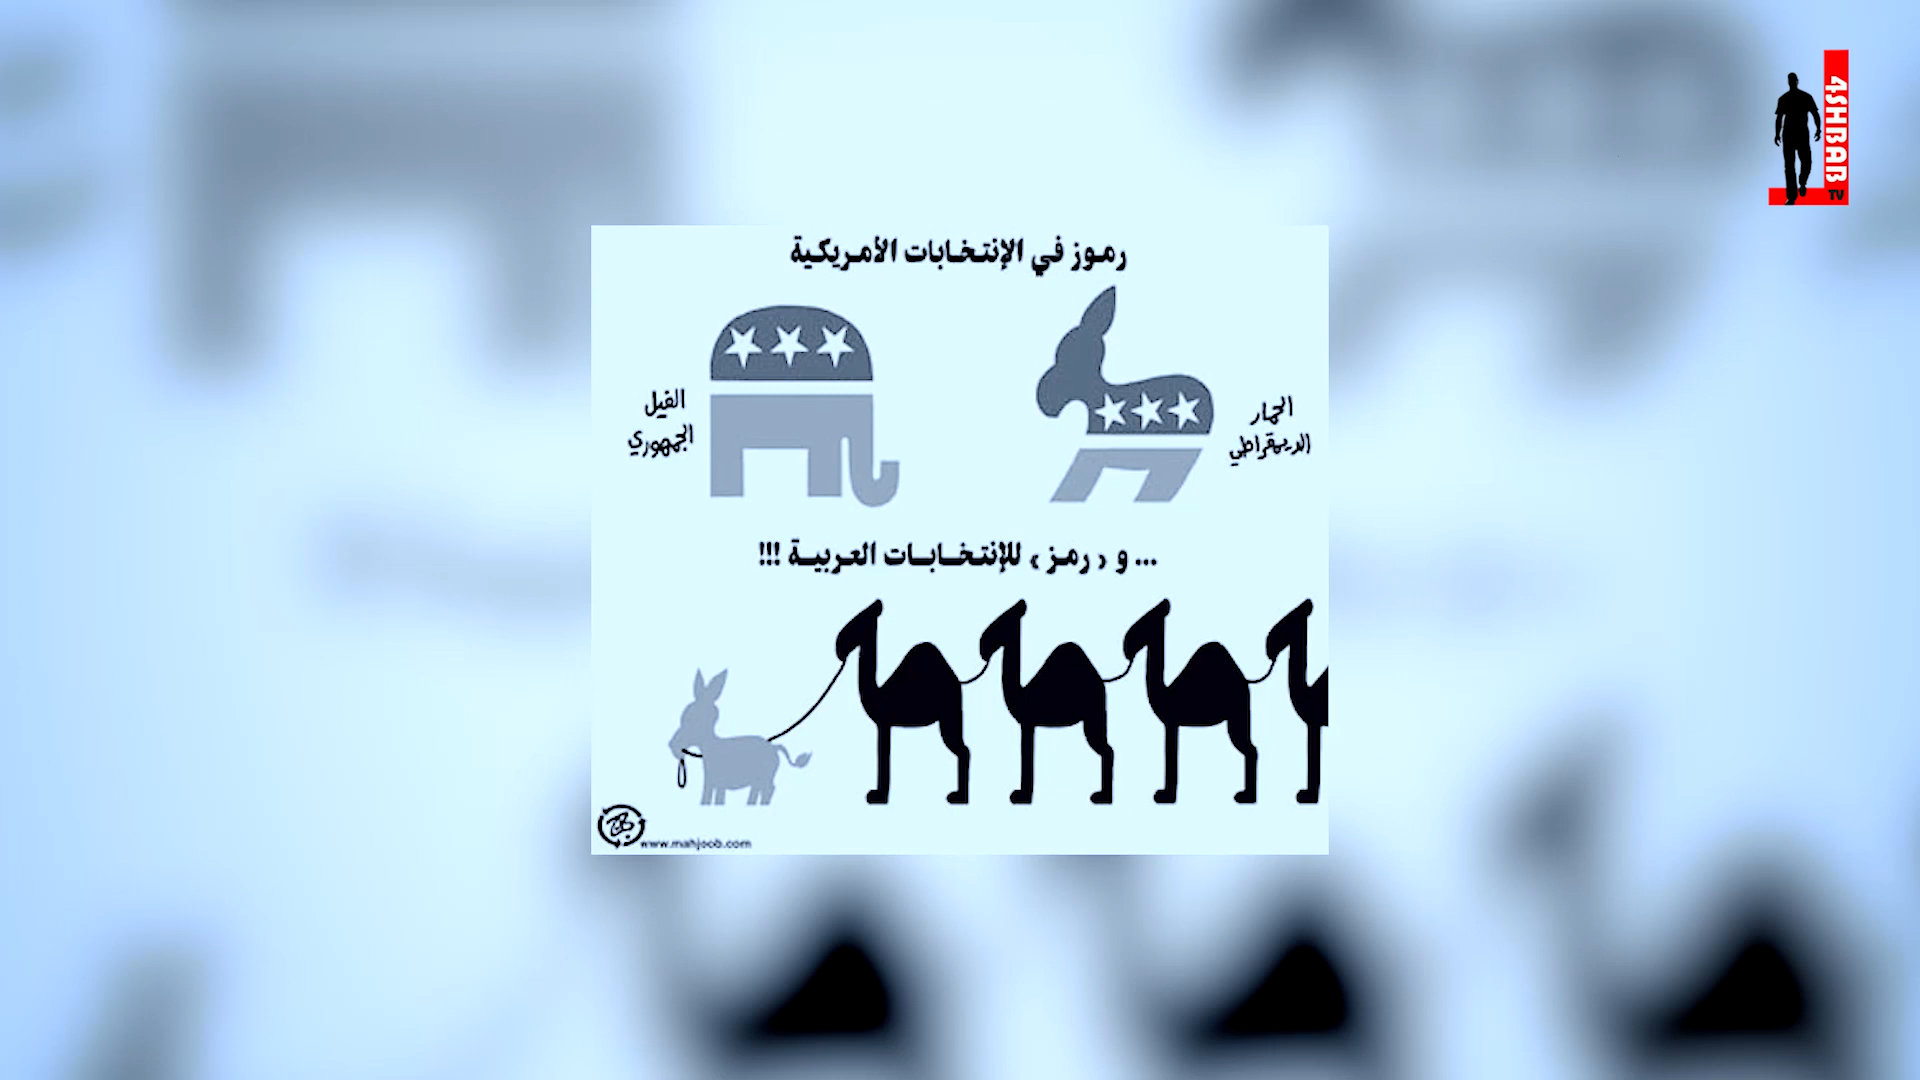 رموز في الإنتخابات الأمريكية
الحمار
الديمقراطي
الفيل
الجمهوري
... و ‹ رمز › للإنتخابات العربية !!!
www.mahjoob.com
4SHBAB
TV